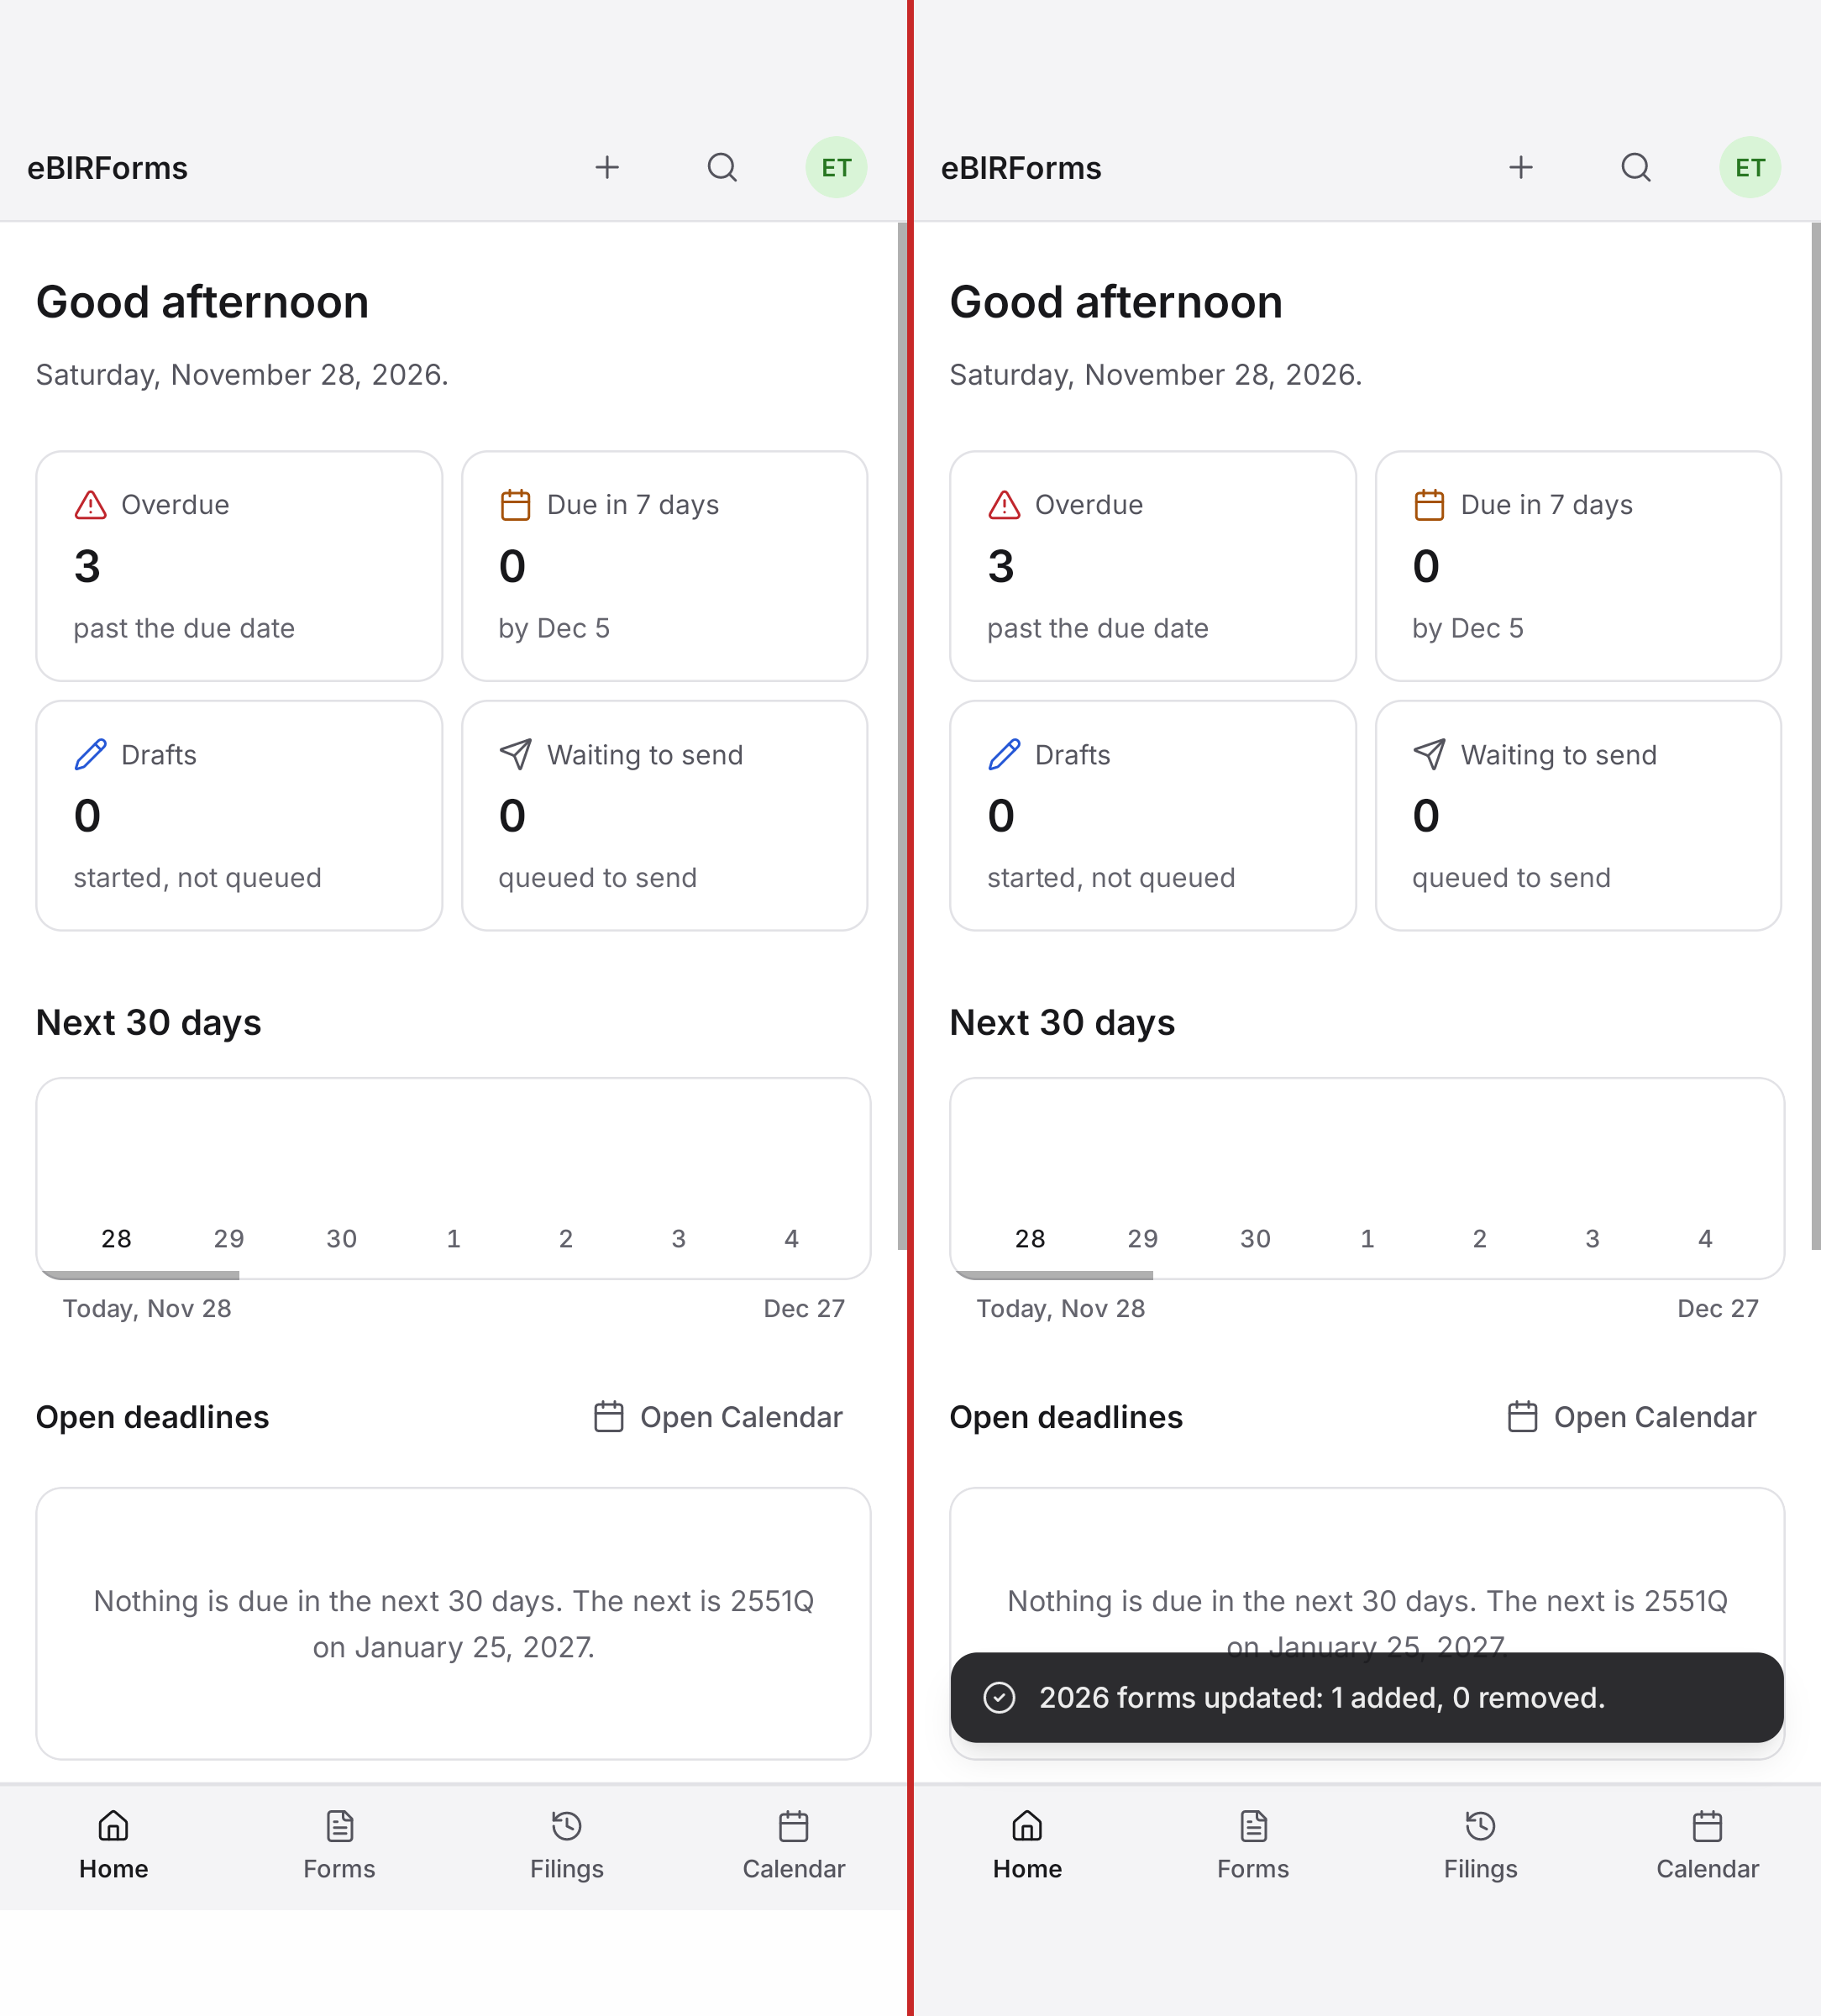 eBIRForms
ET
Good afternoon
Saturday, November 28, 2026.
Overdue
3
past the due date
Due in 7 days
0
by Dec 5
Drafts
0
started, not queued
Waiting to send
0
queued to send
Next 30 days
28 29 30 1 2 3 4
Today, Nov 28 Dec 27
Open deadlines
Open Calendar
Nothing is due in the next 30 days. The next is 2551Q
on January 25, 2027.
Home Forms Filings Calendar
eBIRForms
ET
Good afternoon
Saturday, November 28, 2026.
Overdue
3
past the due date
Due in 7 days
0
by Dec 5
Drafts
0
started, not queued
Waiting to send
0
queued to send
Next 30 days
28 29 30 1 2 3 4
Today, Nov 28 Dec 27
Open deadlines
Open Calendar
Nothing is due in the next 30 days. The next is 2551Q
on January 25, 2027.
2026 forms updated: 1 added, 0 removed.
Home Forms Filings Calendar